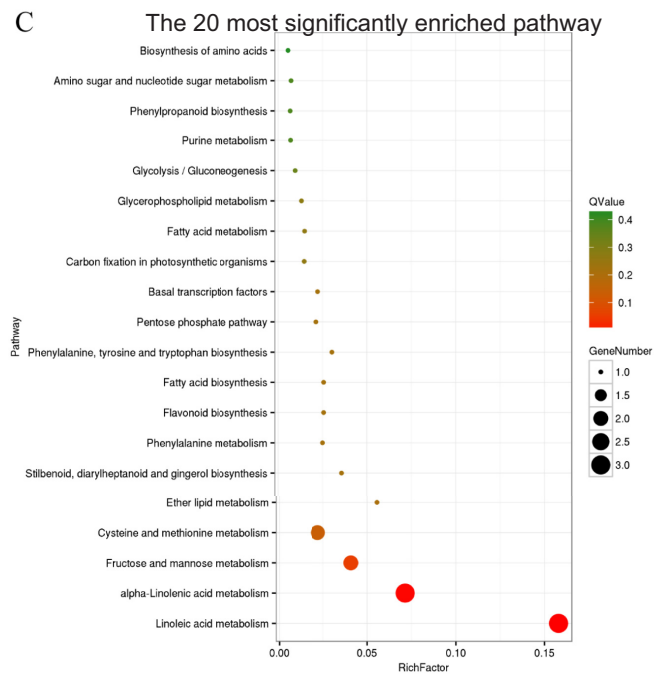 C
The 20 most significantly enriched pathway
Biosynthesis of amino acids
Amino sugar and nucleotide sugar metabolism
Phenylpropanoid biosynthesis
Purine metabolism
Glycolysis / Gluconeogenesis
Glycerophospholipid metabolism
Fatty acid metabolism
Carbon fixation in photosynthetic organisms
Basal transcription factors
Pentose phosphate pathway
Phenylalanine, tyrosine and tryptophan biosynthesis
Fatty acid biosynthesis
Flavonoid biosynthesis
Phenylalanine metabolism
Stilbenoid, diarylheptanoid and gingerol biosynthesis
Ether lipid metabolism
Cysteine and methionine metabolism
Fructose and mannose metabolism
alpha-Linolenic acid metabolism
Linoleic acid metabolism
Pathway
0.00 0.05 0.10 0.15
RichFactor
QValue
0.4
0.3
0.2
0.1
GeneNumber
1.0
1.5
2.0
2.5
3.0